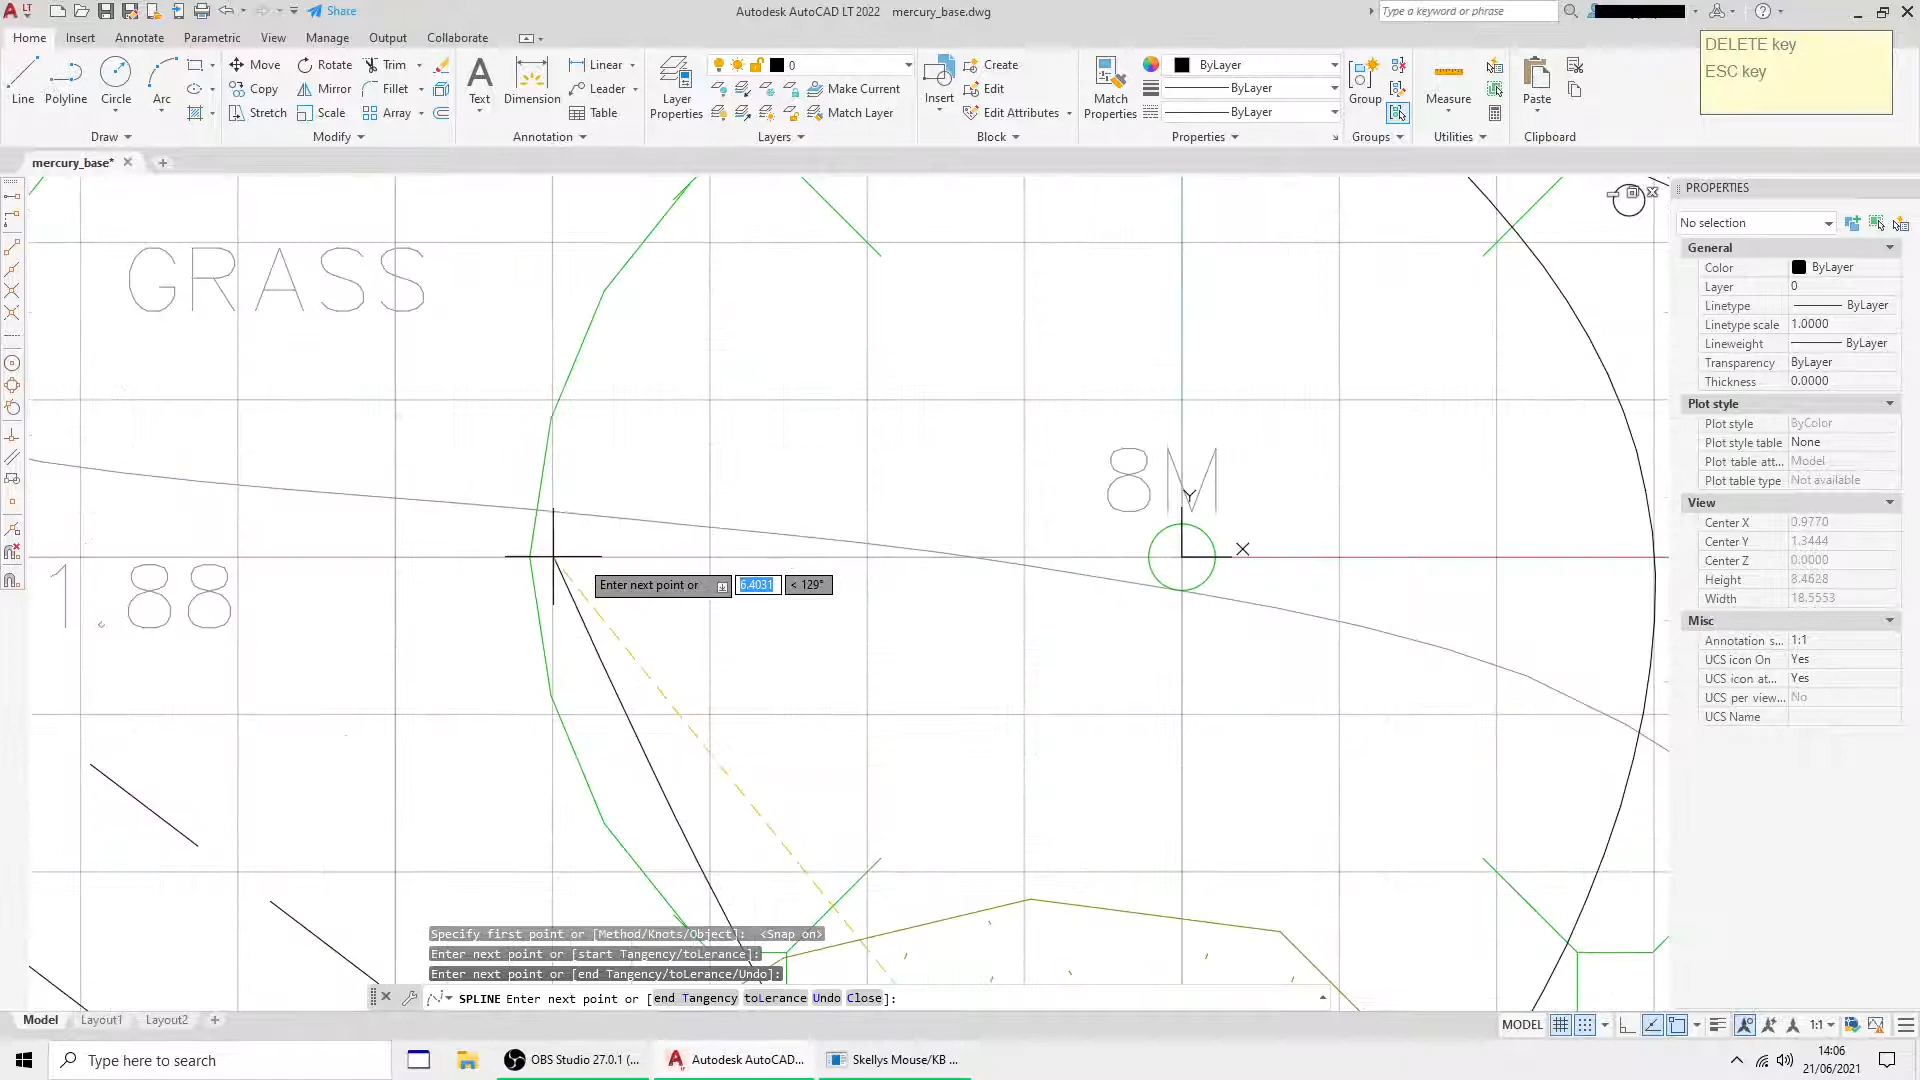 LT
Share
Autodesk AutoCAD LT 2022 mercury_base.dwg
Type a keyword or phrase
DELETE key
ESC key
Home Insert Annotate Parametric View Manage Output Collaborate
Line Polyline Circle Arc
Draw
Move Rotate Trim
Copy Mirror Fillet
Stretch Scale Array
Modify
Text Dimension
Linear
Leader
Table
Annotation
Layer Properties
0
Make Current
Match Layer
Layers
Insert
Create
Edit
Edit Attributes
Block
Match Properties
ByLayer
ByLayer
ByLayer
Properties
Group
Groups
Measure
Utilities
Paste
Clipboard
mercury_base*
GRASS
8M
Y
X
1.88
Enter next point or 6.4031 < 129°
Specify first point or [Method/Knots/Object]: <Snap on>
Enter next point or [start Tangency/toLerance]:
Enter next point or [end Tangency/toLerance/Undo]:
SPLINE Enter next point or [end Tangency toLerance Undo Close]:
PROPERTIES
No selection
General
Color ByLayer
Layer 0
Linetype ByLayer
Linetype scale 1.0000
Lineweight ByLayer
Transparency ByLayer
Thickness 0.0000
Plot style
Plot style ByColor
Plot style table None
Plot table att... Model
Plot table type Not available
View
Center X 0.9770
Center Y 1.3444
Center Z 0.0000
Height 8.4628
Width 18.5553
Misc
Annotation s... 1:1
UCS icon On Yes
UCS icon at... Yes
UCS per view... No
UCS Name
Model Layout1 Layout2
MODEL 1:1
Type here to search
OBS Studio 27.0.1 (...
Autodesk AutoCAD...
Skellys Mouse/KB ...
14:06
21/06/2021